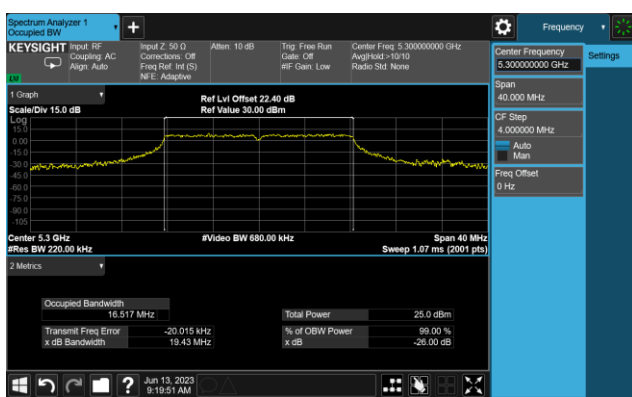 Spectrum Analyzer 1
Occupied BW
Frequency
KEYSIGHT
Input: RF
Coupling: AC
Align: Auto
Input Z: 50 Ω
Corrections: Off
Freq Ref: Int (S)
NFE: Adaptive
Atten: 10 dB
Trig: Free Run
Gate: Off
#IF Gain: Low
Center Freq: 5.300000000 GHz
Avg|Hold:>10/10
Radio Std: None
LXI
1 Graph
Scale/Div 15.0 dB
Ref Lvl Offset 22.40 dB
Ref Value 30.00 dBm
Log
15.0
0.00
-15.0
-30.0
-45.0
-60.0
-75.0
-90.0
-105
Center 5.3 GHz
#Res BW 220.00 kHz
#Video BW 680.00 kHz
Span 40 MHz
Sweep 1.07 ms (2001 pts)
2 Metrics
Occupied Bandwidth
16.517 MHz
Total Power 25.0 dBm
Transmit Freq Error -20.015 kHz
% of OBW Power 99.00 %
x dB Bandwidth 19.43 MHz
x dB -26.00 dB
Center Frequency
5.300000000 GHz
Settings
Span
40.000 MHz
CF Step
4.000000 MHz
Auto
Man
Freq Offset
0 Hz
?
Jun 13, 2023
9:19:51 AM